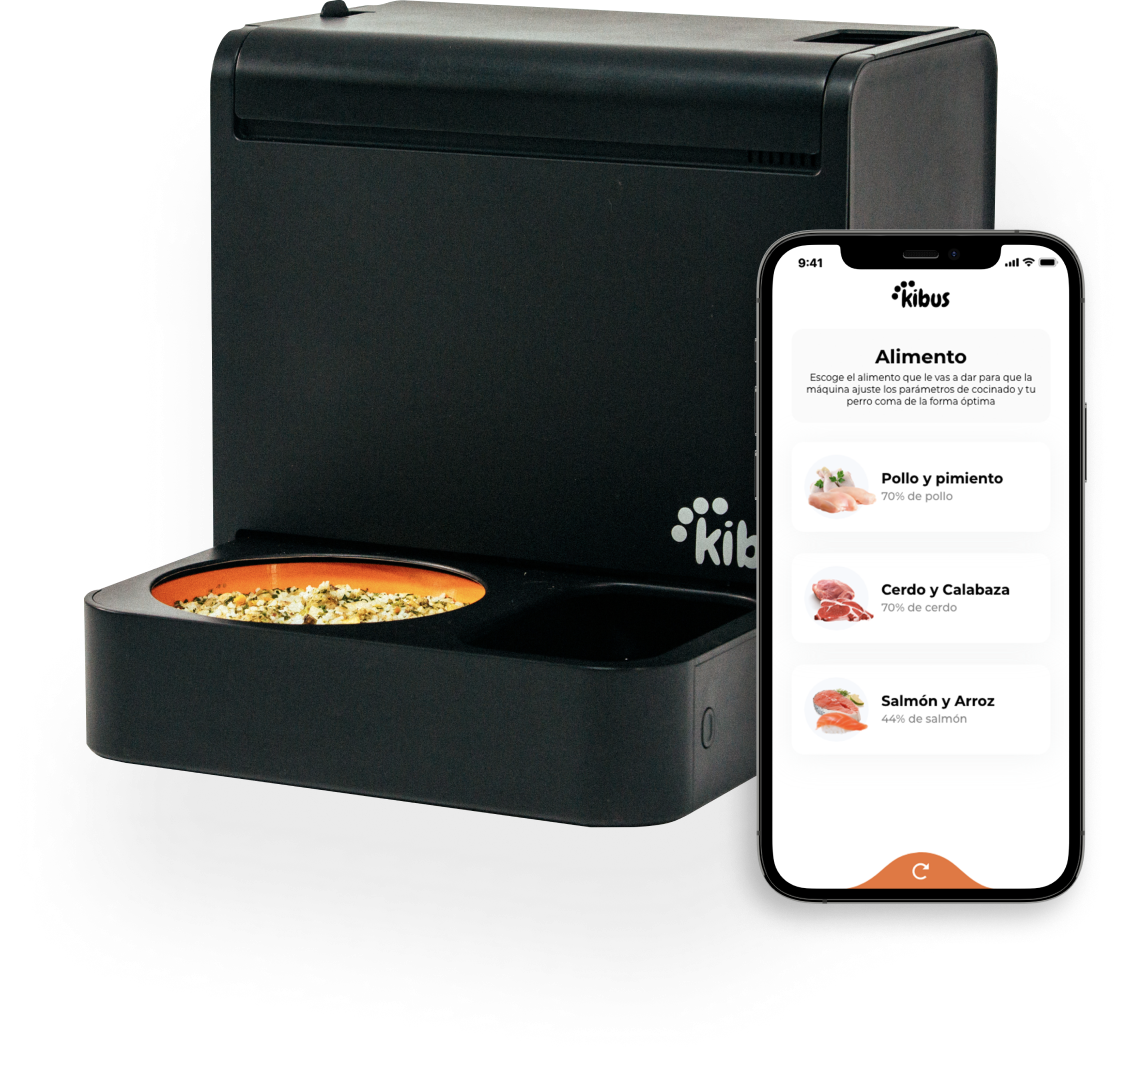 9:41
kibus
Alimento
Escoge el alimento que le vas a dar para que la
máquina ajuste los parámetros de cocinado y tu
perro coma de la forma óptima
Pollo y pimiento
70% de pollo
kib
Cerdo y Calabaza
70% de cerdo
Salmón y Arroz
44% de salmón